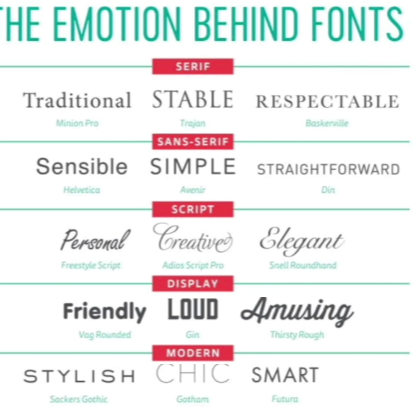 THE EMOTION BEHIND FONTS
SERIF
Traditional STABLE RESPECTABLE
Minion Pro Trajan Baskerville
SANS-SERIF
Sensible SIMPLE STRAIGHTFORWARD
Helvetica Avenir Din
SCRIPT
Personal Creative Elegant
Freestyle Script Adios Script Pro Snell Roundhand
DISPLAY
Friendly LOUD Amusing
Vag Rounded Gin Thirsty Rough
MODERN
STYLISH CHIC SMART
Sackers Gothic Gotham Futura